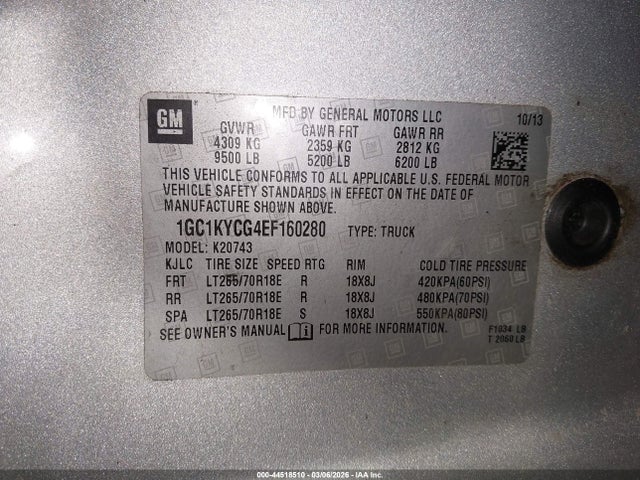 GM
MFD BY GENERAL MOTORS LLC 10/13
GVWR GAWR FRT GAWR RR
4309 KG 2359 KG 2812 KG
9500 LB 5200 LB 6200 LB
THIS VEHICLE CONFORMS TO ALL APPLICABLE U.S. FEDERAL MOTOR
VEHICLE SAFETY STANDARDS IN EFFECT ON THE DATE OF
MANUFACTURE SHOWN ABOVE.
1GC1KYCG4EF160280 TYPE: TRUCK
MODEL: K20743
KJLC TIRE SIZE SPEED RTG RIM COLD TIRE PRESSURE
FRT LT265/70R18E R 18X8J 420KPA(60PSI)
RR LT265/70R18E R 18X8J 480KPA(70PSI)
SPA LT265/70R18E S 18X8J 550KPA(80PSI)
SEE OWNER'S MANUAL FOR MORE INFORMATION.
F1034 LB
T 2060 LB
000-44518510 - 03/06/2026 - IAAI.COM